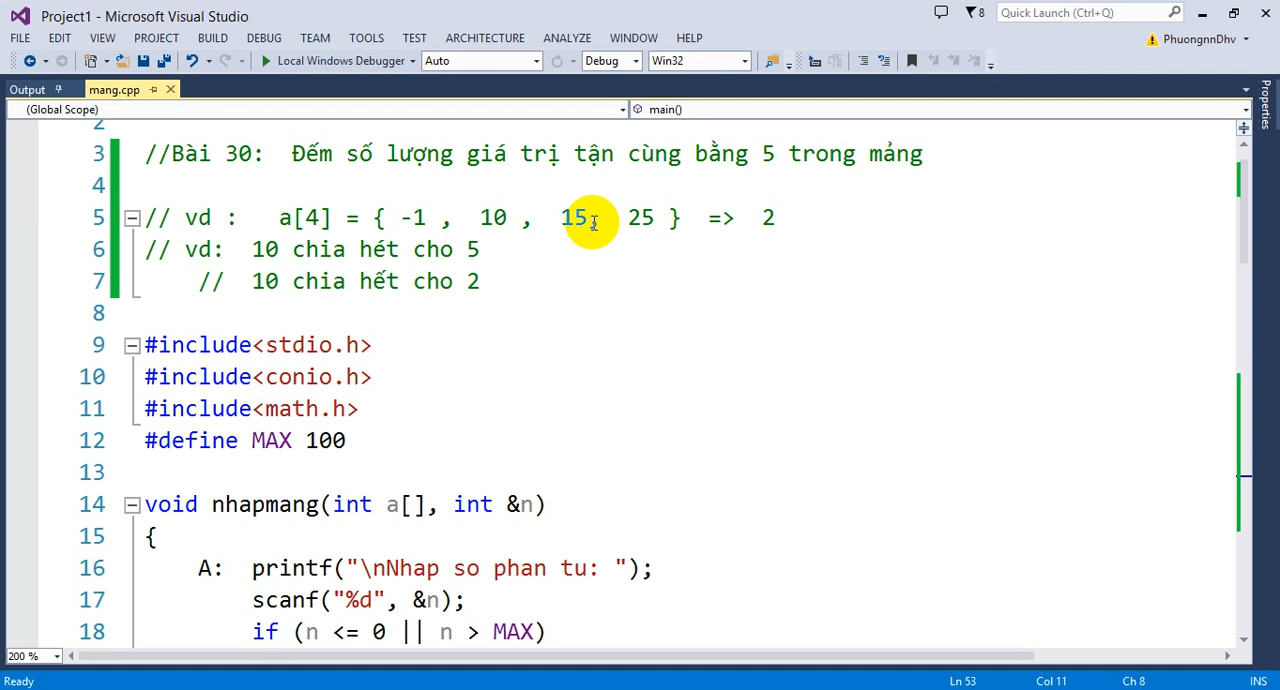 Project1 - Microsoft Visual Studio
8
Quick Launch (Ctrl+Q)
FILE EDIT VIEW PROJECT BUILD DEBUG TEAM TOOLS TEST ARCHITECTURE ANALYZE WINDOW HELP
PhuongnnDhv
Local Windows Debugger Auto Debug Win32
Output mang.cpp
Properties
(Global Scope) main()
2
3 //Bài 30: Đếm số lượng giá trị tận cùng bằng 5 trong mảng
4
5 // vd : a[4] = { -1 , 10 , 15, 25 } => 2
6 // vd: 10 chia hét cho 5
7 // 10 chia hết cho 2
8
9 #include<stdio.h>
10 #include<conio.h>
11 #include<math.h>
12 #define MAX 100
13
14 void nhapmang(int a[], int &n)
15 {
16 A: printf("\nNhap so phan tu: ");
17 scanf("%d", &n);
18 if (n <= 0 || n > MAX)
200 %
Ready Ln 53 Col 11 Ch 8 INS